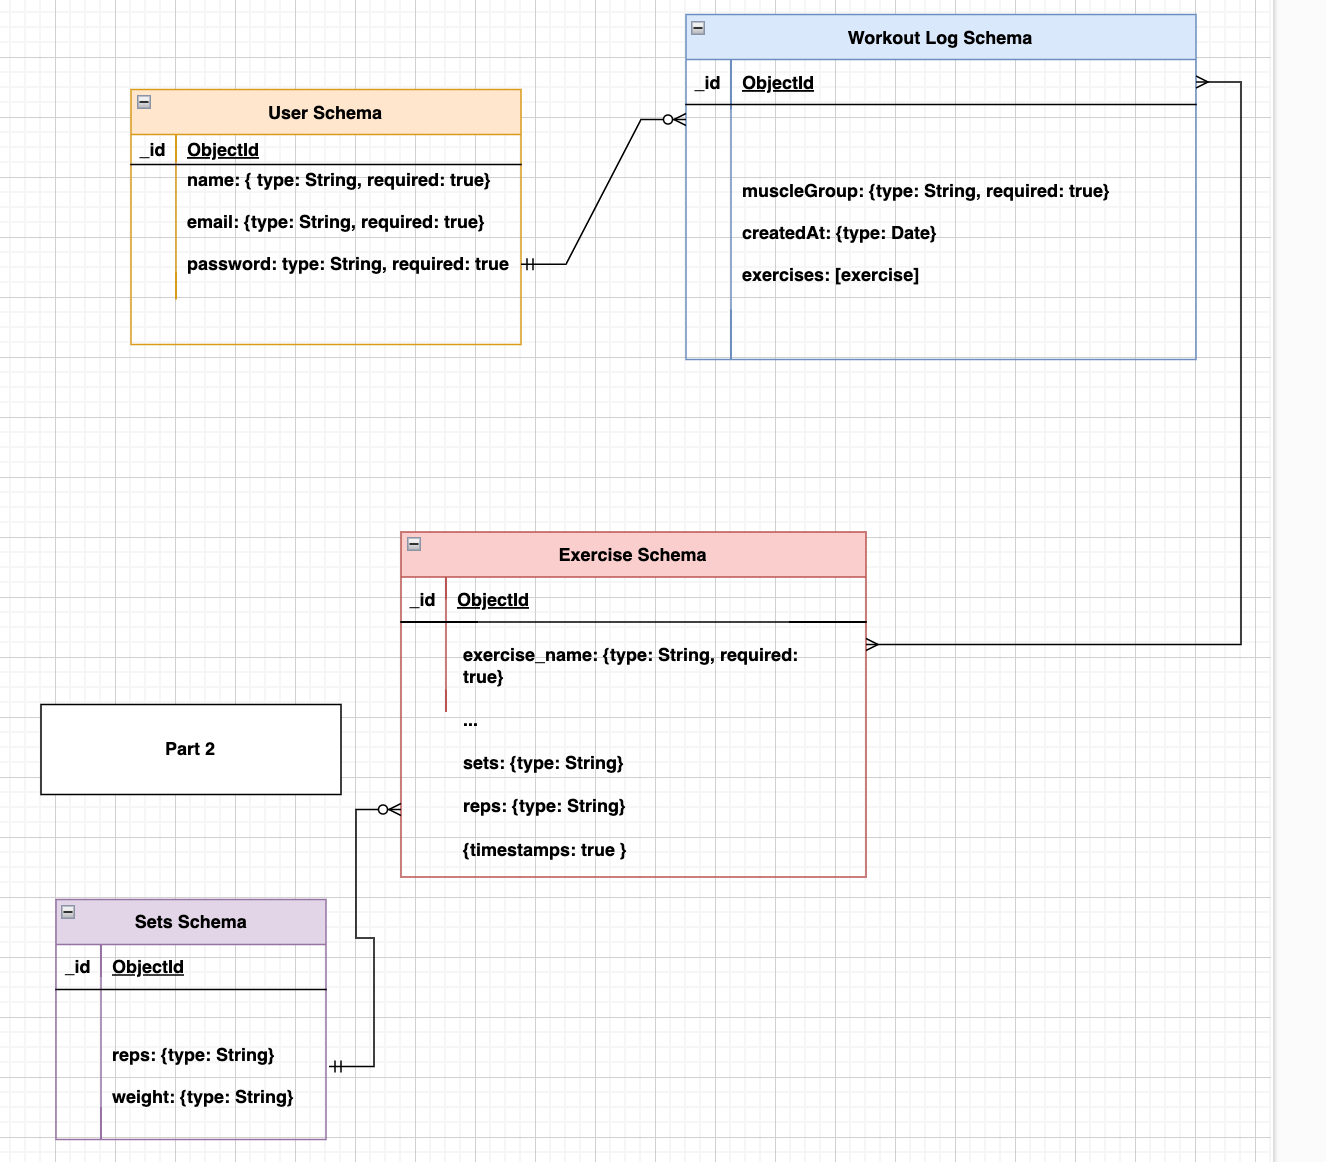 User Schema
_id ObjectId
name: { type: String, required: true}
email: {type: String, required: true}
password: type: String, required: true
Workout Log Schema
_id ObjectId
muscleGroup: {type: String, required: true}
createdAt: {type: Date}
exercises: [exercise]
Exercise Schema
_id ObjectId
exercise_name: {type: String, required:
true}
...
sets: {type: String}
reps: {type: String}
{timestamps: true }
Part 2
Sets Schema
_id ObjectId
reps: {type: String}
weight: {type: String}